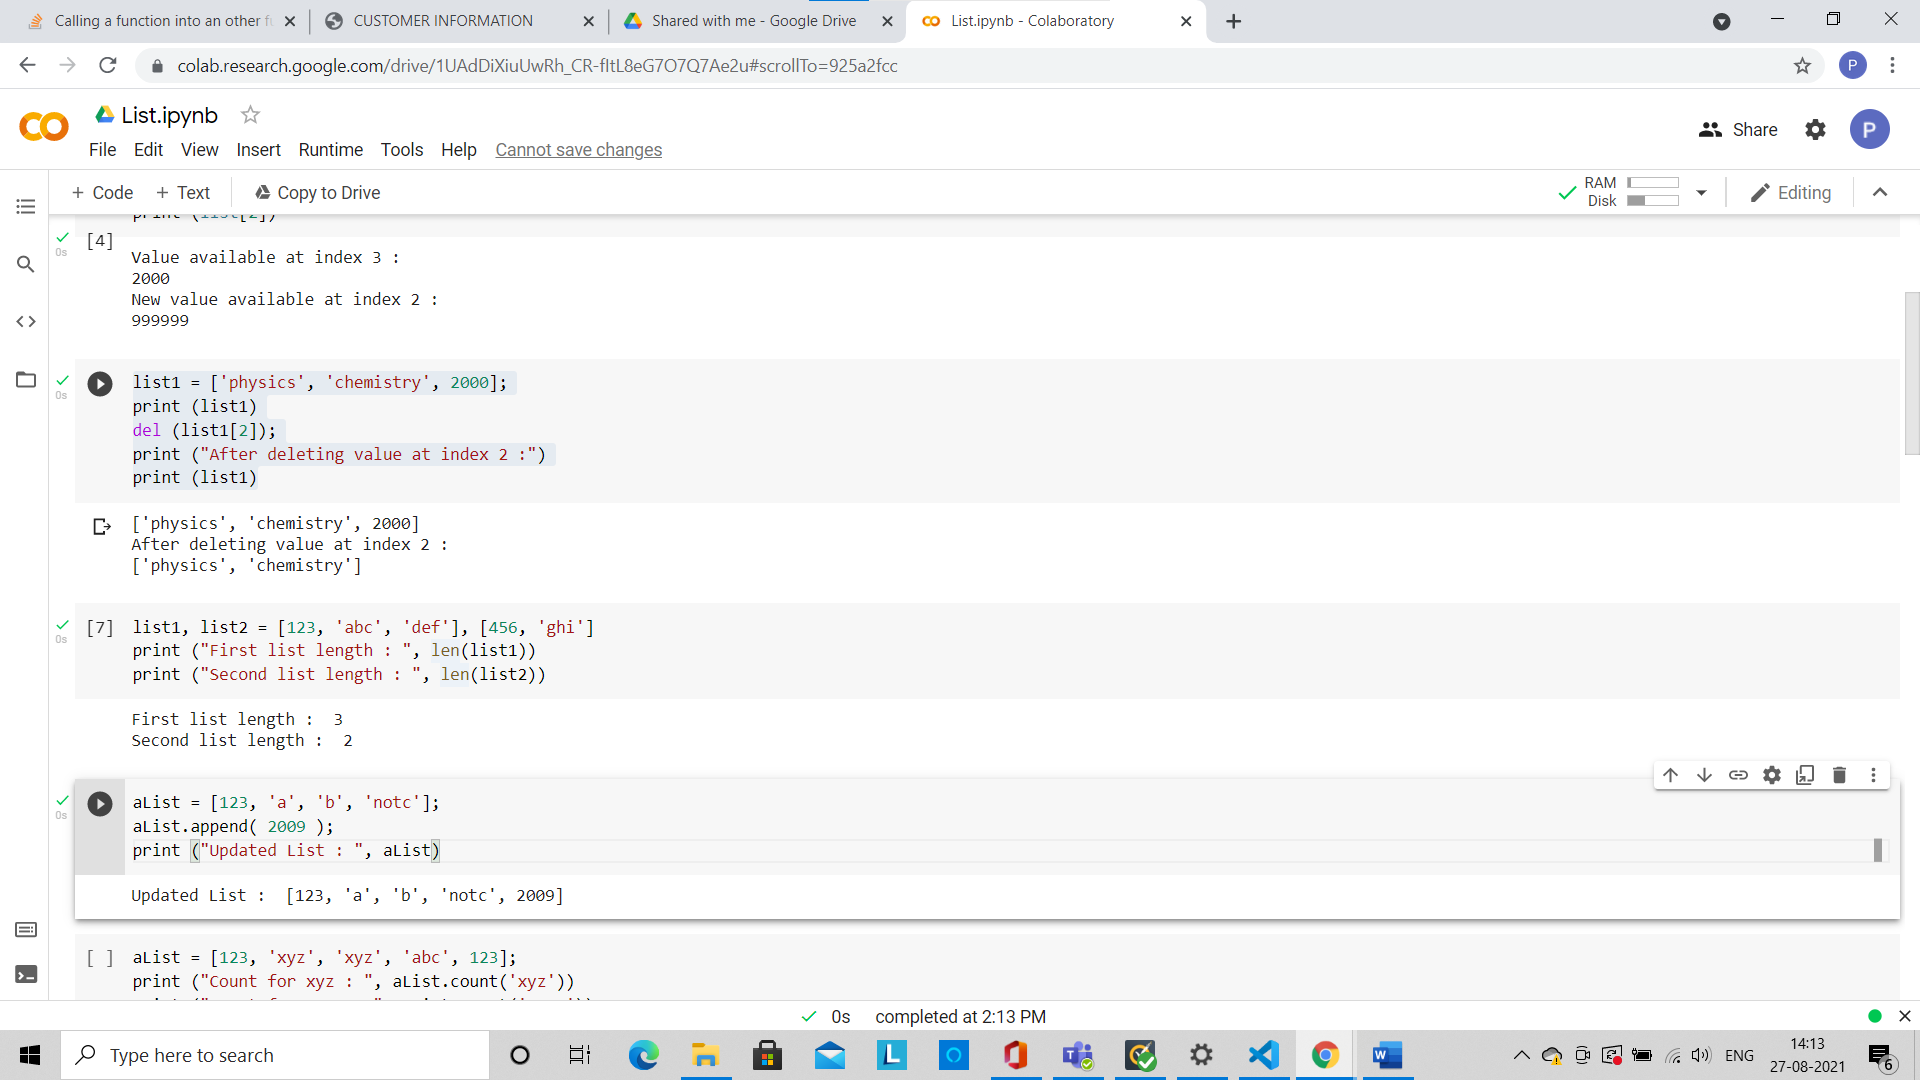 Calling a function into an other f
CUSTOMER INFORMATION
Shared with me - Google Drive
List.ipynb - Colaboratory
colab.research.google.com/drive/1UAdDiXiuUwRh_CR-fItL8eG7O7Q7Ae2u#scrollTo=925a2fcc
P
List.ipynb
File Edit View Insert Runtime Tools Help Cannot save changes
Share
P
+ Code + Text Copy to Drive
RAM
Disk
Editing
print (list[2])
[4]
0s
Value available at index 3 :
2000
New value available at index 2 :
999999
0s
list1 = ['physics', 'chemistry', 2000];
print (list1)
del (list1[2]);
print ("After deleting value at index 2 :")
print (list1)
['physics', 'chemistry', 2000]
After deleting value at index 2 :
['physics', 'chemistry']
0s
[7] list1, list2 = [123, 'abc', 'def'], [456, 'ghi']
print ("First list length : ", len(list1))
print ("Second list length : ", len(list2))
First list length :  3
Second list length :  2
0s
aList = [123, 'a', 'b', 'notc'];
aList.append( 2009 );
print ("Updated List : ", aList)
Updated List :  [123, 'a', 'b', 'notc', 2009]
[ ] aList = [123, 'xyz', 'xyz', 'abc', 123];
print ("Count for xyz : ", aList.count('xyz'))
0s completed at 2:13 PM
Type here to search
ENG
14:13
27-08-2021
6